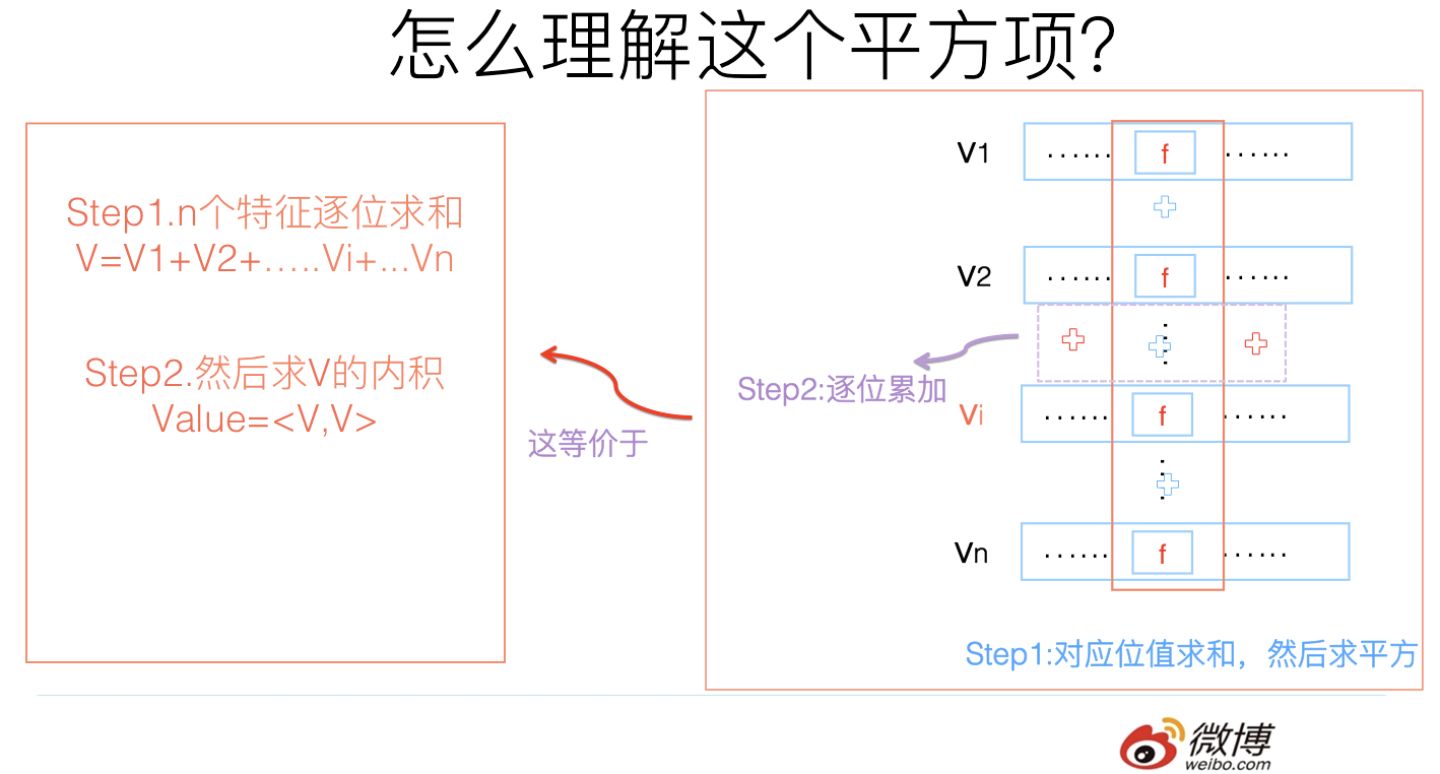 怎么理解这个平方项?
Step1.n个特征逐位求和
V=V1+V2+.....Vi+...Vn
Step2.然后求V的内积
Value=<V,V>
这等价于
V1 ...... f ......
V2 ...... f ......
Step2:逐位累加
Vi ...... f ......
Vn ...... f ......
Step1:对应位值求和，然后求平方
微博
weibo.com